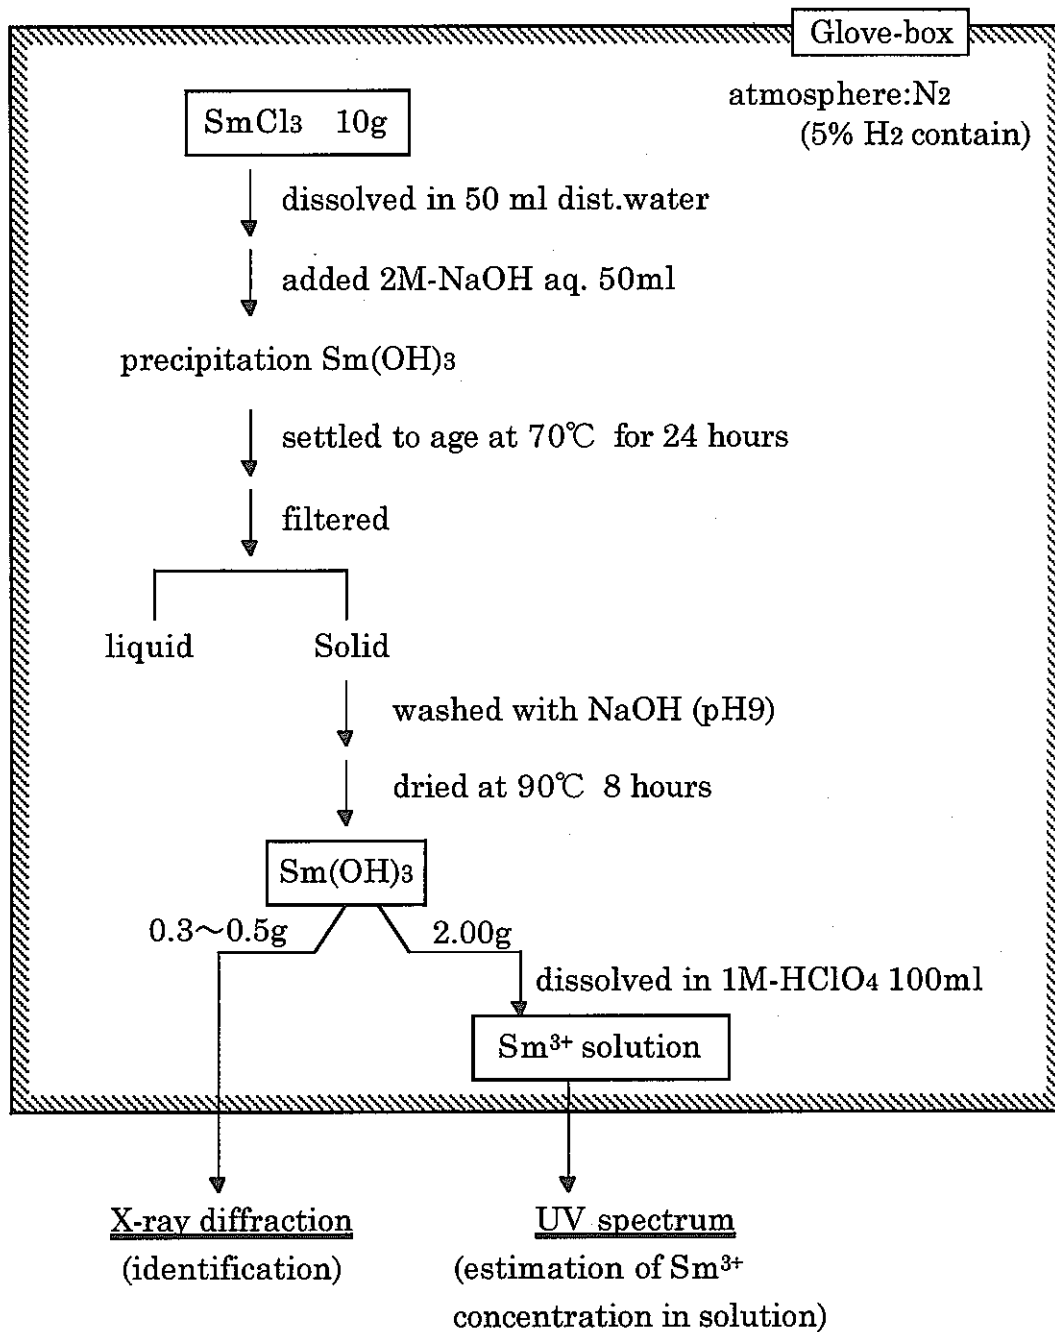 Glove-box
atmosphere:N2
(5% H2 contain)
SmCl3 10g
dissolved in 50 ml dist.water
added 2M-NaOH aq. 50ml
precipitation Sm(OH)3
settled to age at 70℃ for 24 hours
filtered
liquid
Solid
washed with NaOH (pH9)
dried at 90℃ 8 hours
Sm(OH)3
0.3～0.5g
2.00g
dissolved in 1M-HClO4 100ml
Sm³⁺ solution
X-ray diffraction
(identification)
UV spectrum
(estimation of Sm³⁺
concentration in solution)